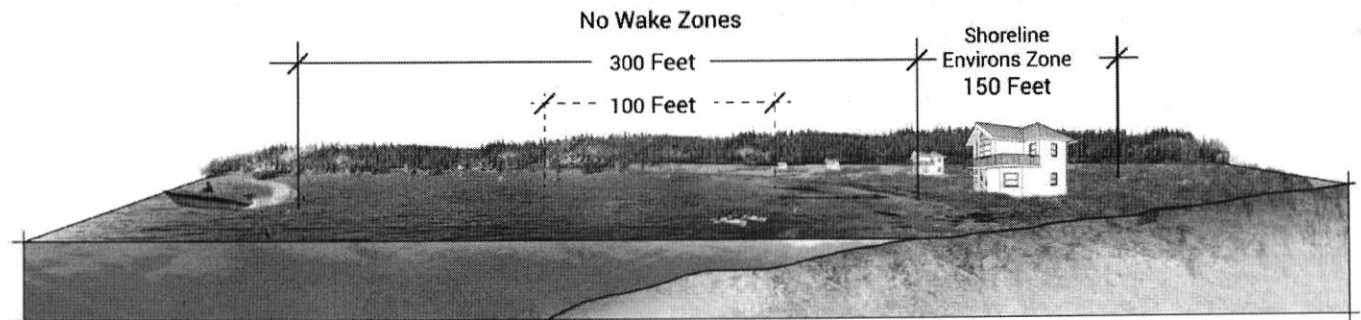 No Wake Zones
300 Feet
100 Feet
Shoreline
Environs Zone
150 Feet